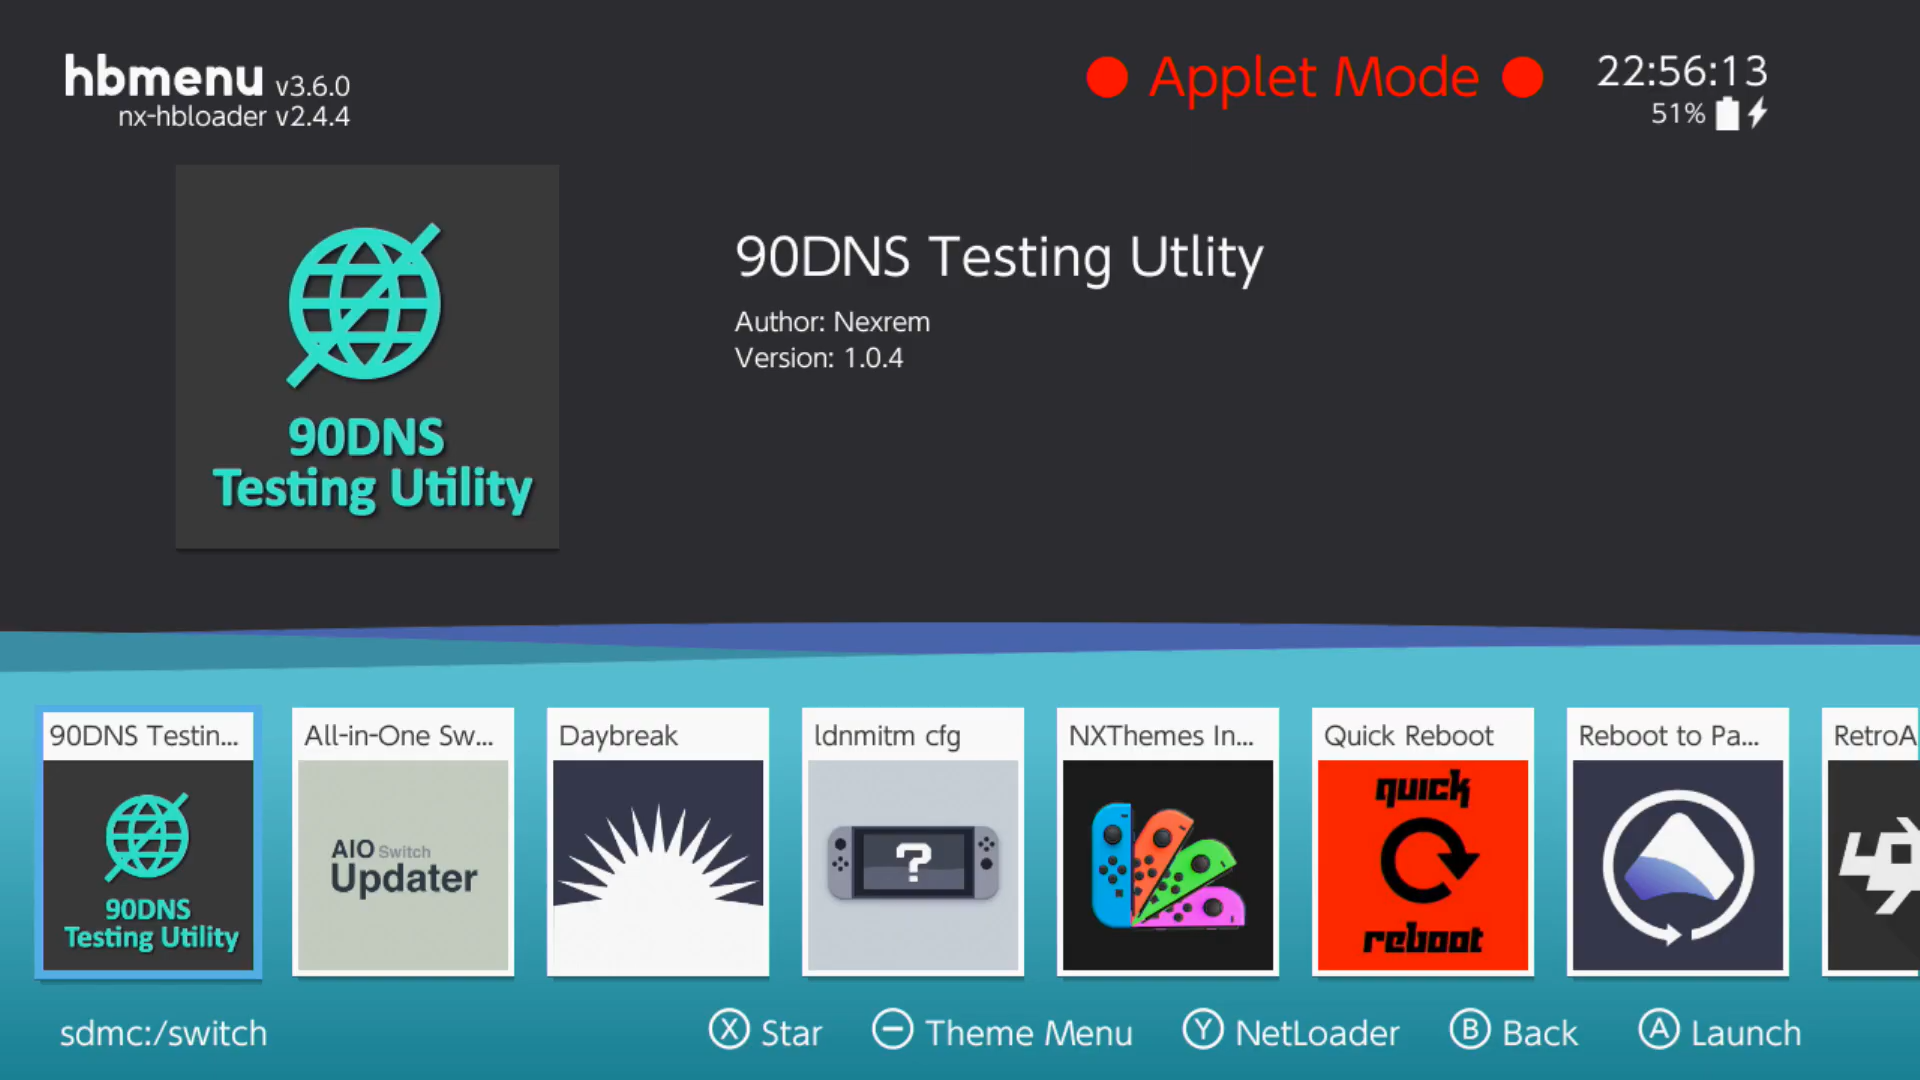 hbmenu v3.6.0
nx-hbloader v2.4.4
Applet Mode
22:56:13
51%
90DNS
Testing Utility
90DNS Testing Utlity
Author: Nexrem
Version: 1.0.4
90DNS Testin...
All-in-One Sw...
Daybreak
ldnmitm cfg
NXThemes In...
Quick Reboot
Reboot to Pa...
RetroA
90DNS
Testing Utility
AIO Switch
Updater
?
quick
reboot
sdmc:/switch
X Star
Theme Menu
Y NetLoader
B Back
A Launch